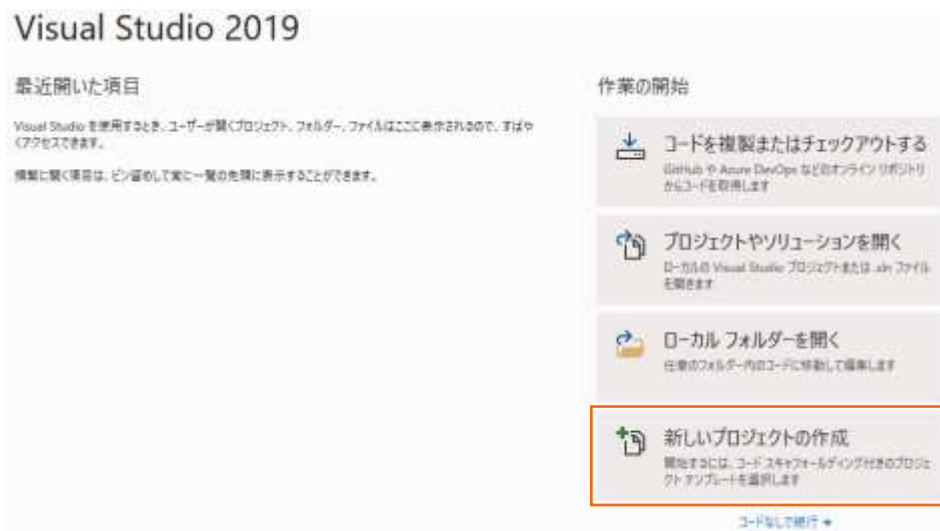 Visual Studio 2019
最近開いた項目
Visual Studio を使用するとき、ユーザーが開くプロジェクト、フォルダー、ファイルはここに表示されるので、すばや
くアクセスできます。
頻繁に開く項目は、ピン留めして常に一覧の先頭に表示することができます。
作業の開始
コードを複製またはチェックアウトする
GitHub や Azure DevOps などのオンライン リポジトリ
からコードを取得します
プロジェクトやソリューションを開く
ローカルの Visual Studio プロジェクトまたは .sln ファイル
を開きます
ローカル フォルダーを開く
任意のフォルダー内のコードに移動して編集します
新しいプロジェクトの作成
開始するには、コード スキャフォールディング付きのプロジェ
クト テンプレートを選択します
コードなしで続行 →